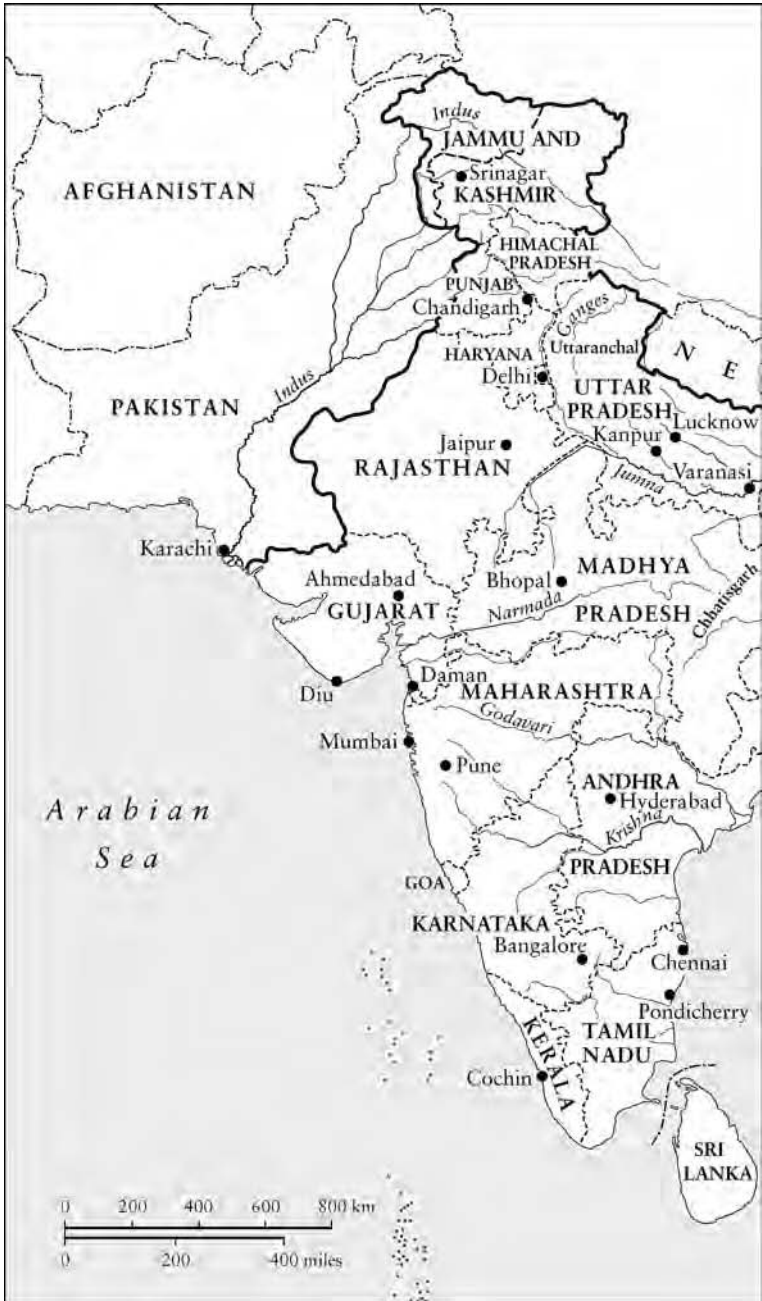 Indus
JAMMU AND
AFGHANISTAN
Srinagar
KASHMIR
HIMACHAL
PRADESH
PUNJAB
Chandigarh
Ganges
Uttaranchal
N E
HARYANA
Delhi
Indus
PAKISTAN
UTTAR
PRADESH
Lucknow
Kanpur
Jaipur
RAJASTHAN
Varanasi
Jumna
Karachi
Ahmedabad
GUJARAT
Bhopal
MADHYA
Narmada
PRADESH
Chhatisgarh
Diu
Daman
MAHARASHTRA
Godavari
Mumbai
Pune
ANDHRA
Hyderabad
Krishna
Arabian
Sea
PRADESH
GOA
KARNATAKA
Bangalore
Chennai
Pondicherry
KERALA
TAMIL
NADU
Cochin
SRI
LANKA
0 200 400 600 800 km
0 200 400 miles